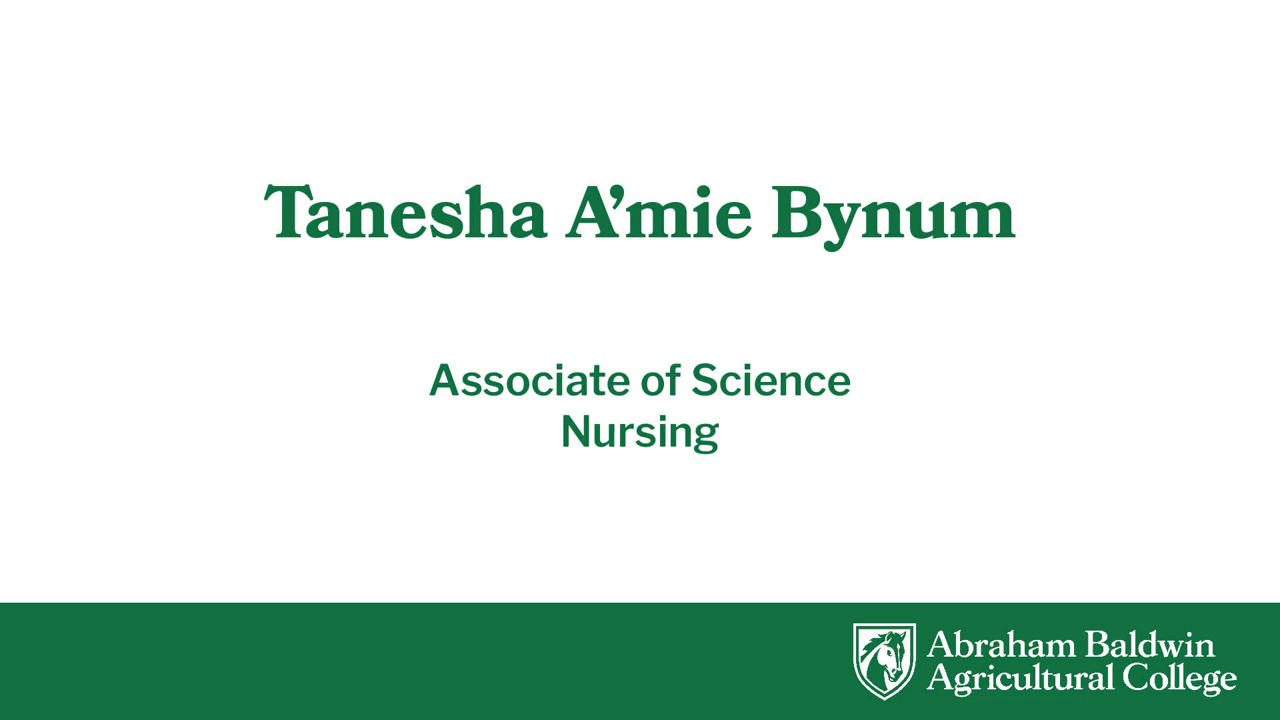 Tanesha A’mie Bynum
Associate of Science
Nursing
Abraham Baldwin
Agricultural College